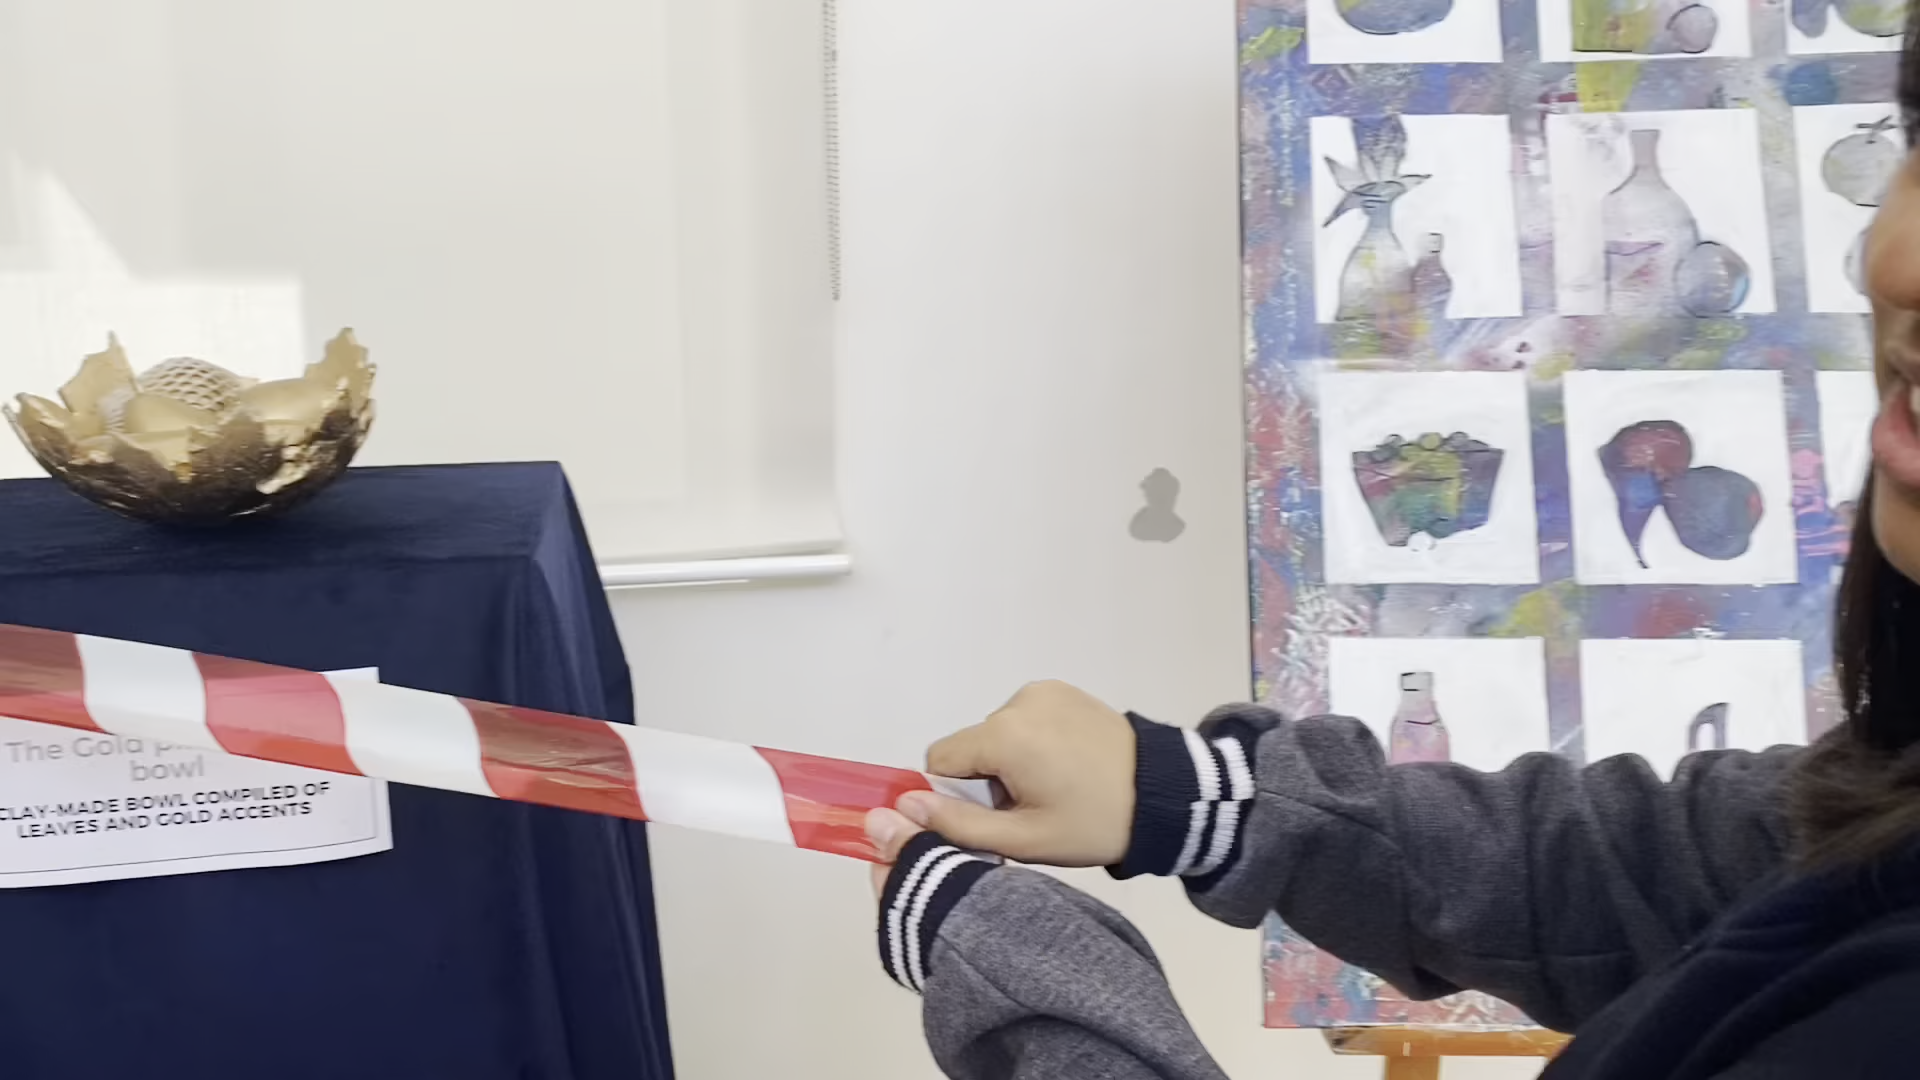 The Gold
bowl
CLAY-MADE BOWL COMPILED OF
LEAVES AND GOLD ACCENTS